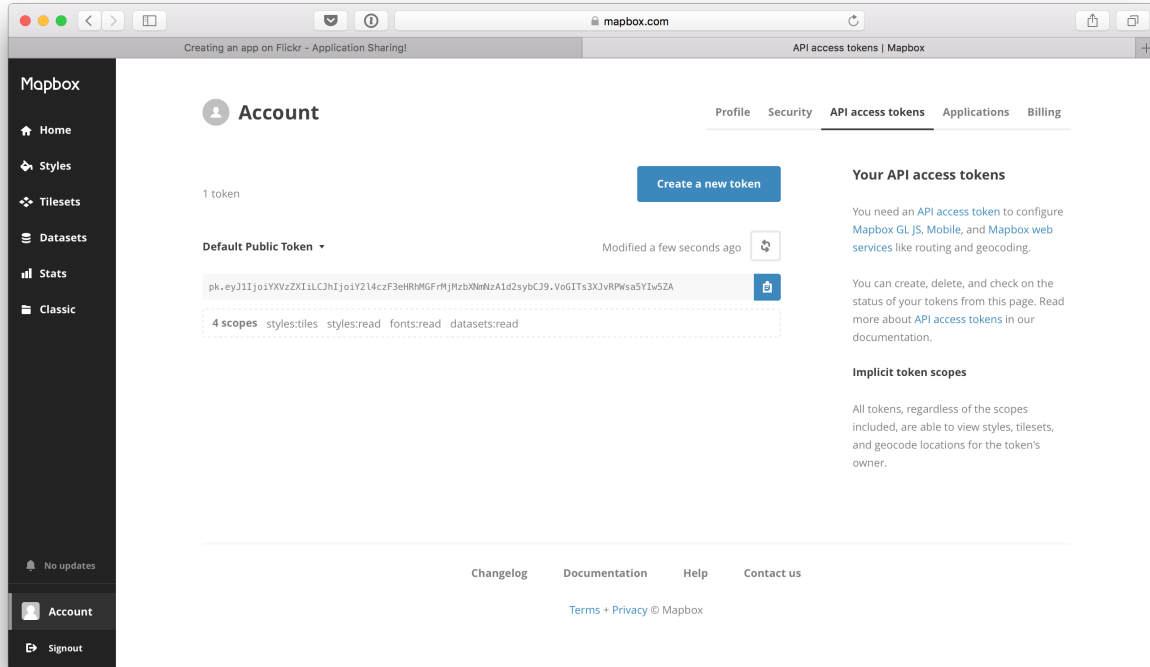 mapbox.com
Creating an app on Flickr - Application Sharing!
API access tokens | Mapbox
Mapbox
Home
Styles
Tilesets
Datasets
Stats
Classic
No updates
Account
Signout
Account
Profile Security API access tokens Applications Billing
1 token
Create a new token
Default Public Token
Modified a few seconds ago
pk.eyJ1IjoiYXVzZXIiLCJhIjoiY2l4czF3eHRhMGFrMjMzbXNmNzA1d2sybCJ9.VoGITs3XJvRPWsa5YIw5ZA
4 scopes styles:tiles styles:read fonts:read datasets:read
Your API access tokens
You need an API access token to configure
Mapbox GL JS, Mobile, and Mapbox web
services like routing and geocoding.
You can create, delete, and check on the
status of your tokens from this page. Read
more about API access tokens in our
documentation.
Implicit token scopes
All tokens, regardless of the scopes
included, are able to view styles, tilesets,
and geocode locations for the token's
owner.
Changelog Documentation Help Contact us
Terms + Privacy © Mapbox